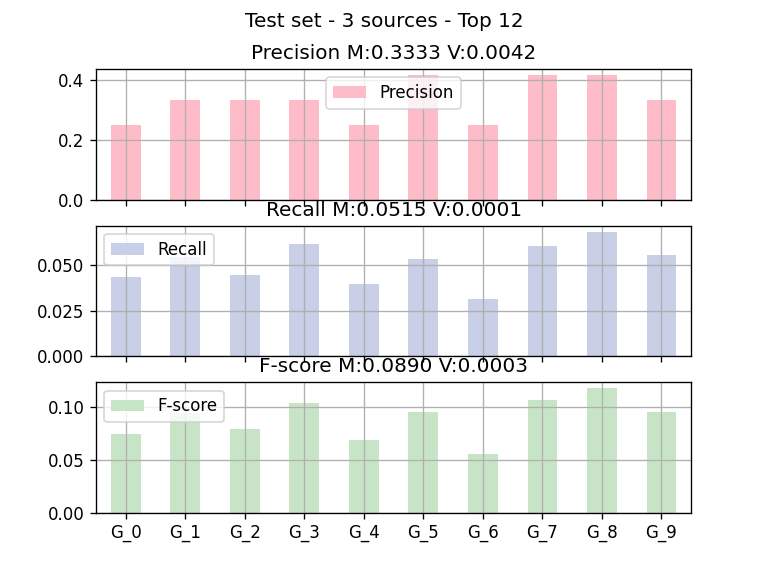 Test set - 3 sources - Top 12
Precision M:0.3333 V:0.0042
0.4
Precision
0.2
0.0
Recall M:0.0515 V:0.0001
Recall
0.050
0.025
0.000
F-score M:0.0890 V:0.0003
F-score
0.10
0.05
0.00
G_0 G_1 G_2 G_3 G_4 G_5 G_6 G_7 G_8 G_9